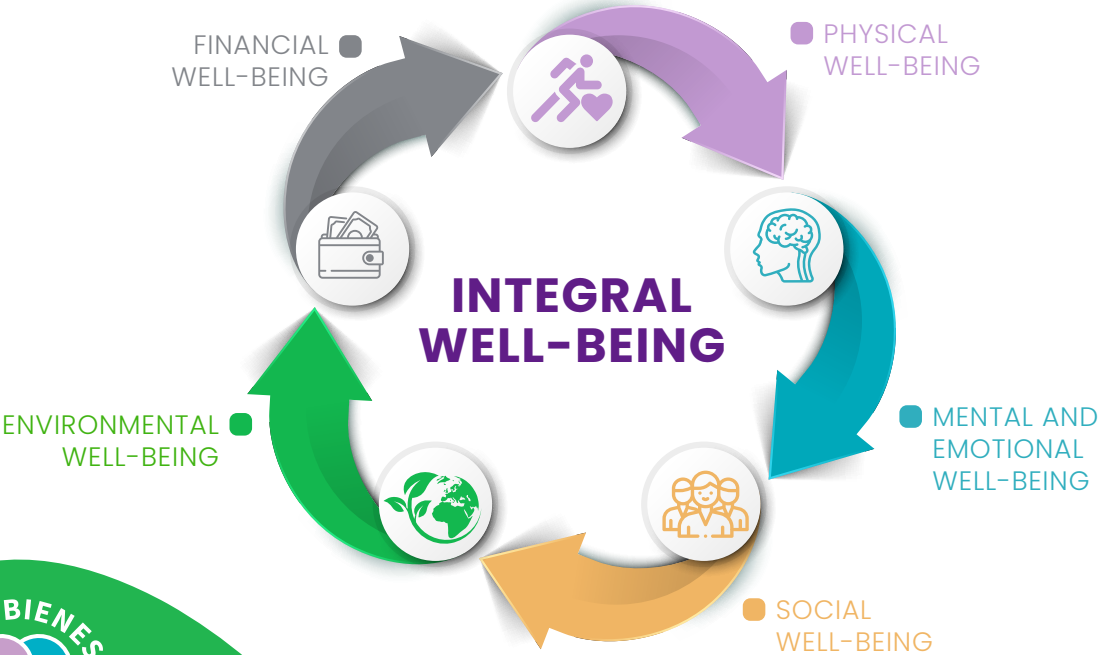 FINANCIAL
WELL-BEING
PHYSICAL
WELL-BEING
INTEGRAL
WELL-BEING
ENVIRONMENTAL
WELL-BEING
MENTAL AND
EMOTIONAL
WELL-BEING
SOCIAL
WELL-BEING
BIENES